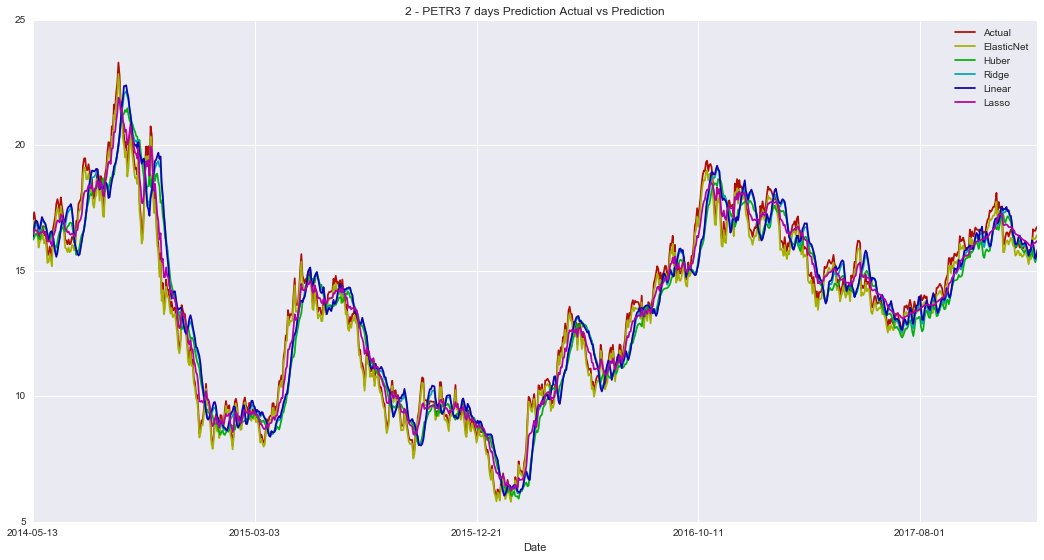 2 - PETR3 7 days Prediction Actual vs Prediction
25
20
15
10
5
Actual
ElasticNet
Huber
Ridge
Linear
Lasso
2014-05-13
2015-03-03
2015-12-21
2016-10-11
2017-08-01
Date